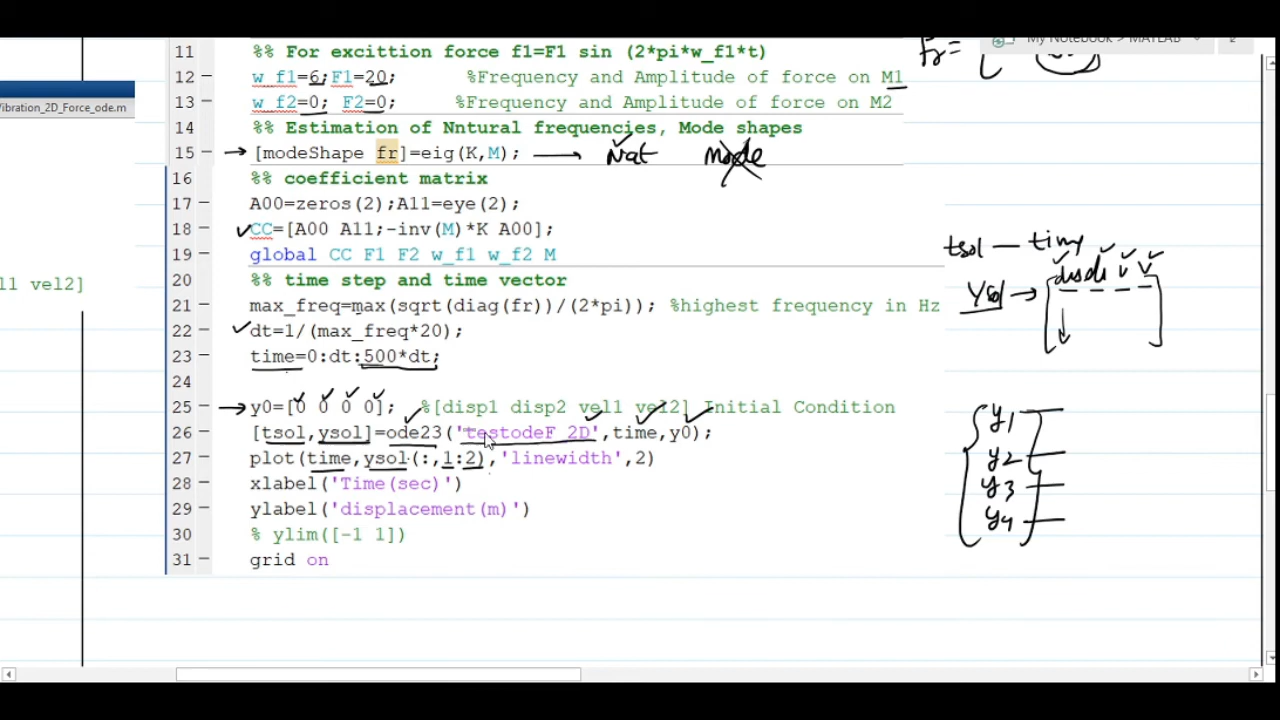 My Notebook > MATLAB
2
Fr =
ibration_2D_Force_ode.m
l1 vel2]
11 %% For excittion force f1=F1 sin (2*pi*w_f1*t)
12 − w_f1=6;F1=20; %Frequency and Amplitude of force on M1
13 − w_f2=0; F2=0; %Frequency and Amplitude of force on M2
14 %% Estimation of Nntural frequencies, Mode shapes
15 − → [modeShape fr]=eig(K,M); → Nat mode
16 %% coefficient matrix
17 − A00=zeros(2);A11=eye(2);
18 − ✓CC=[A00 A11;-inv(M)*K A00];
19 − global CC F1 F2 w_f1 w_f2 M
20 %% time step and time vector
21 − max_freq=max(sqrt(diag(fr))/(2*pi)); %highest frequency in Hz
22 − ✓dt=1/(max_freq*20);
23 − time=0:dt:500*dt;
24
25 − → y0=[0 0 0 0]; %[disp1 disp2 vel1 vel2] Initial Condition
26 − [tsol,ysol]=ode23('testodeF_2D',time,y0);
27 − plot(time,ysol(:,1:2),'linewidth',2)
28 − xlabel('Time(sec)')
29 − ylabel('displacement(m)')
30 % ylim([-1 1])
31 − grid on
tsol —
Ysol →
y1
y2
y3
y4